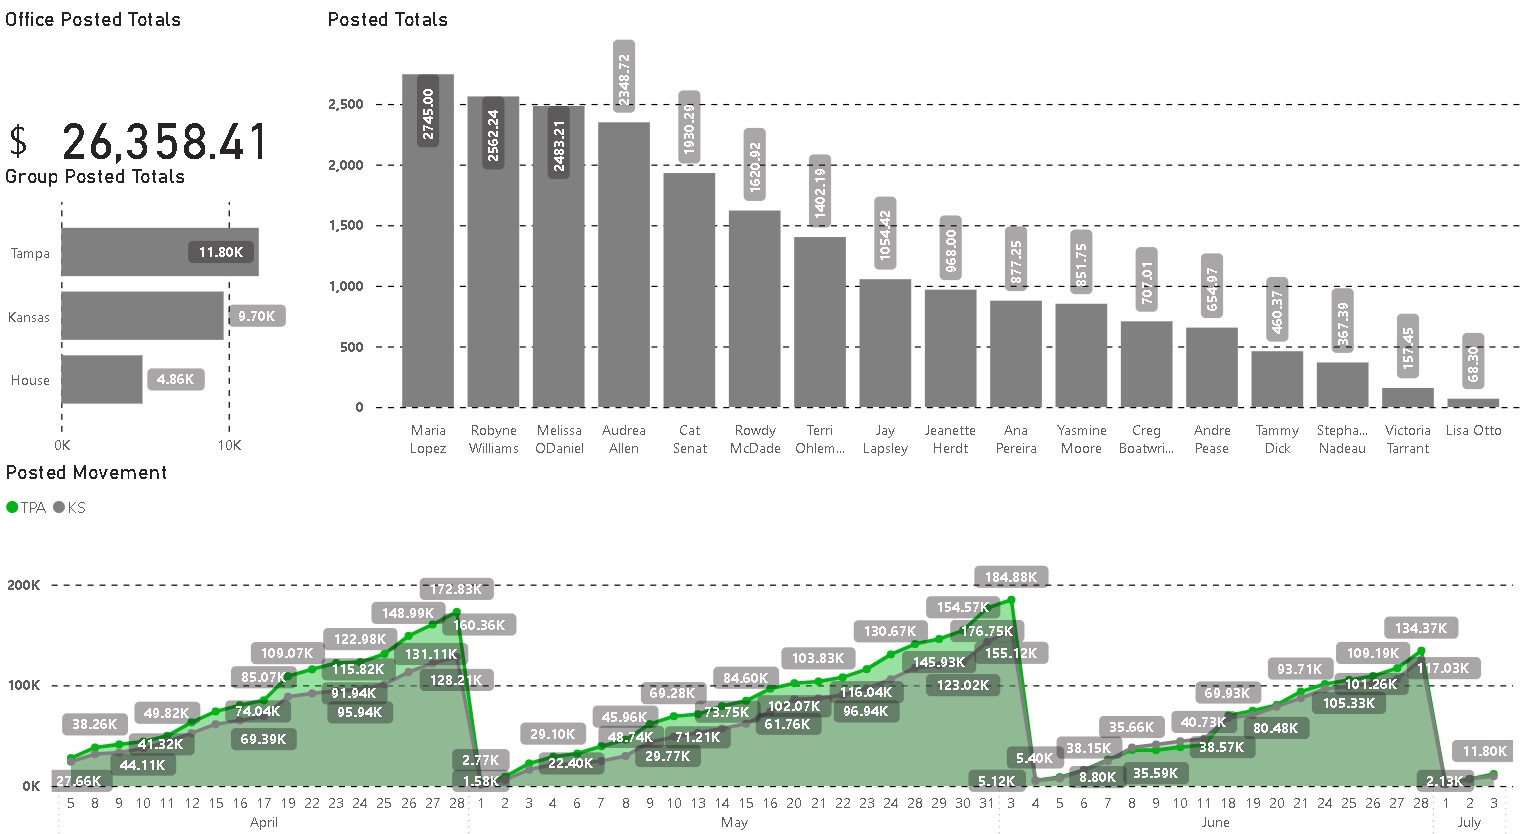 Office Posted Totals
$ 26,358.41
Group Posted Totals
Tampa
11.80K
Kansas
9.70K
House
4.86K
0K
10K
Posted Totals
2,500
2,000
1,500
1,000
500
0
2745.00
2562.24
2483.21
2348.72
1930.29
1620.92
1402.19
1054.42
968.00
877.25
851.75
707.01
654.97
460.37
367.39
157.45
68.30
Maria Lopez
Robyne Williams
Melissa ODaniel
Audrea Allen
Cat Senat
Rowdy McDade
Terri Ohlem...
Jay Lapsley
Jeanette Herdt
Ana Pereira
Yasmine Moore
Creg Boatwri...
Andre Pease
Tammy Dick
Stepha... Nadeau
Victoria Tarrant
Lisa Otto
Posted Movement
TPA KS
200K
100K
0K
27.66K
38.26K
44.11K
41.32K
49.82K
74.04K
85.07K
69.39K
109.07K
91.94K
115.82K
122.98K
95.94K
148.99K
131.11K
172.83K
160.36K
128.21K
2.77K
1.58K
29.10K
22.40K
45.96K
48.74K
69.28K
29.77K
71.21K
73.75K
84.60K
61.76K
102.07K
103.83K
116.04K
96.94K
130.67K
145.93K
154.57K
123.02K
176.75K
184.88K
155.12K
5.12K
5.40K
38.15K
8.80K
35.66K
35.59K
40.73K
38.57K
69.93K
80.48K
93.71K
105.33K
101.26K
109.19K
134.37K
117.03K
2.13K
11.80K
5 8 9 10 11 12 15 16 17 19 22 23 24 25 26 27 28 1 2 3 4 6 7 8 9 10 13 14 15 16 20 21 22 23 24 28 29 30 31 3 4 5 6 7 8 9 10 11 18 19 20 21 24 25 26 27 28 1 2 3
April May June July